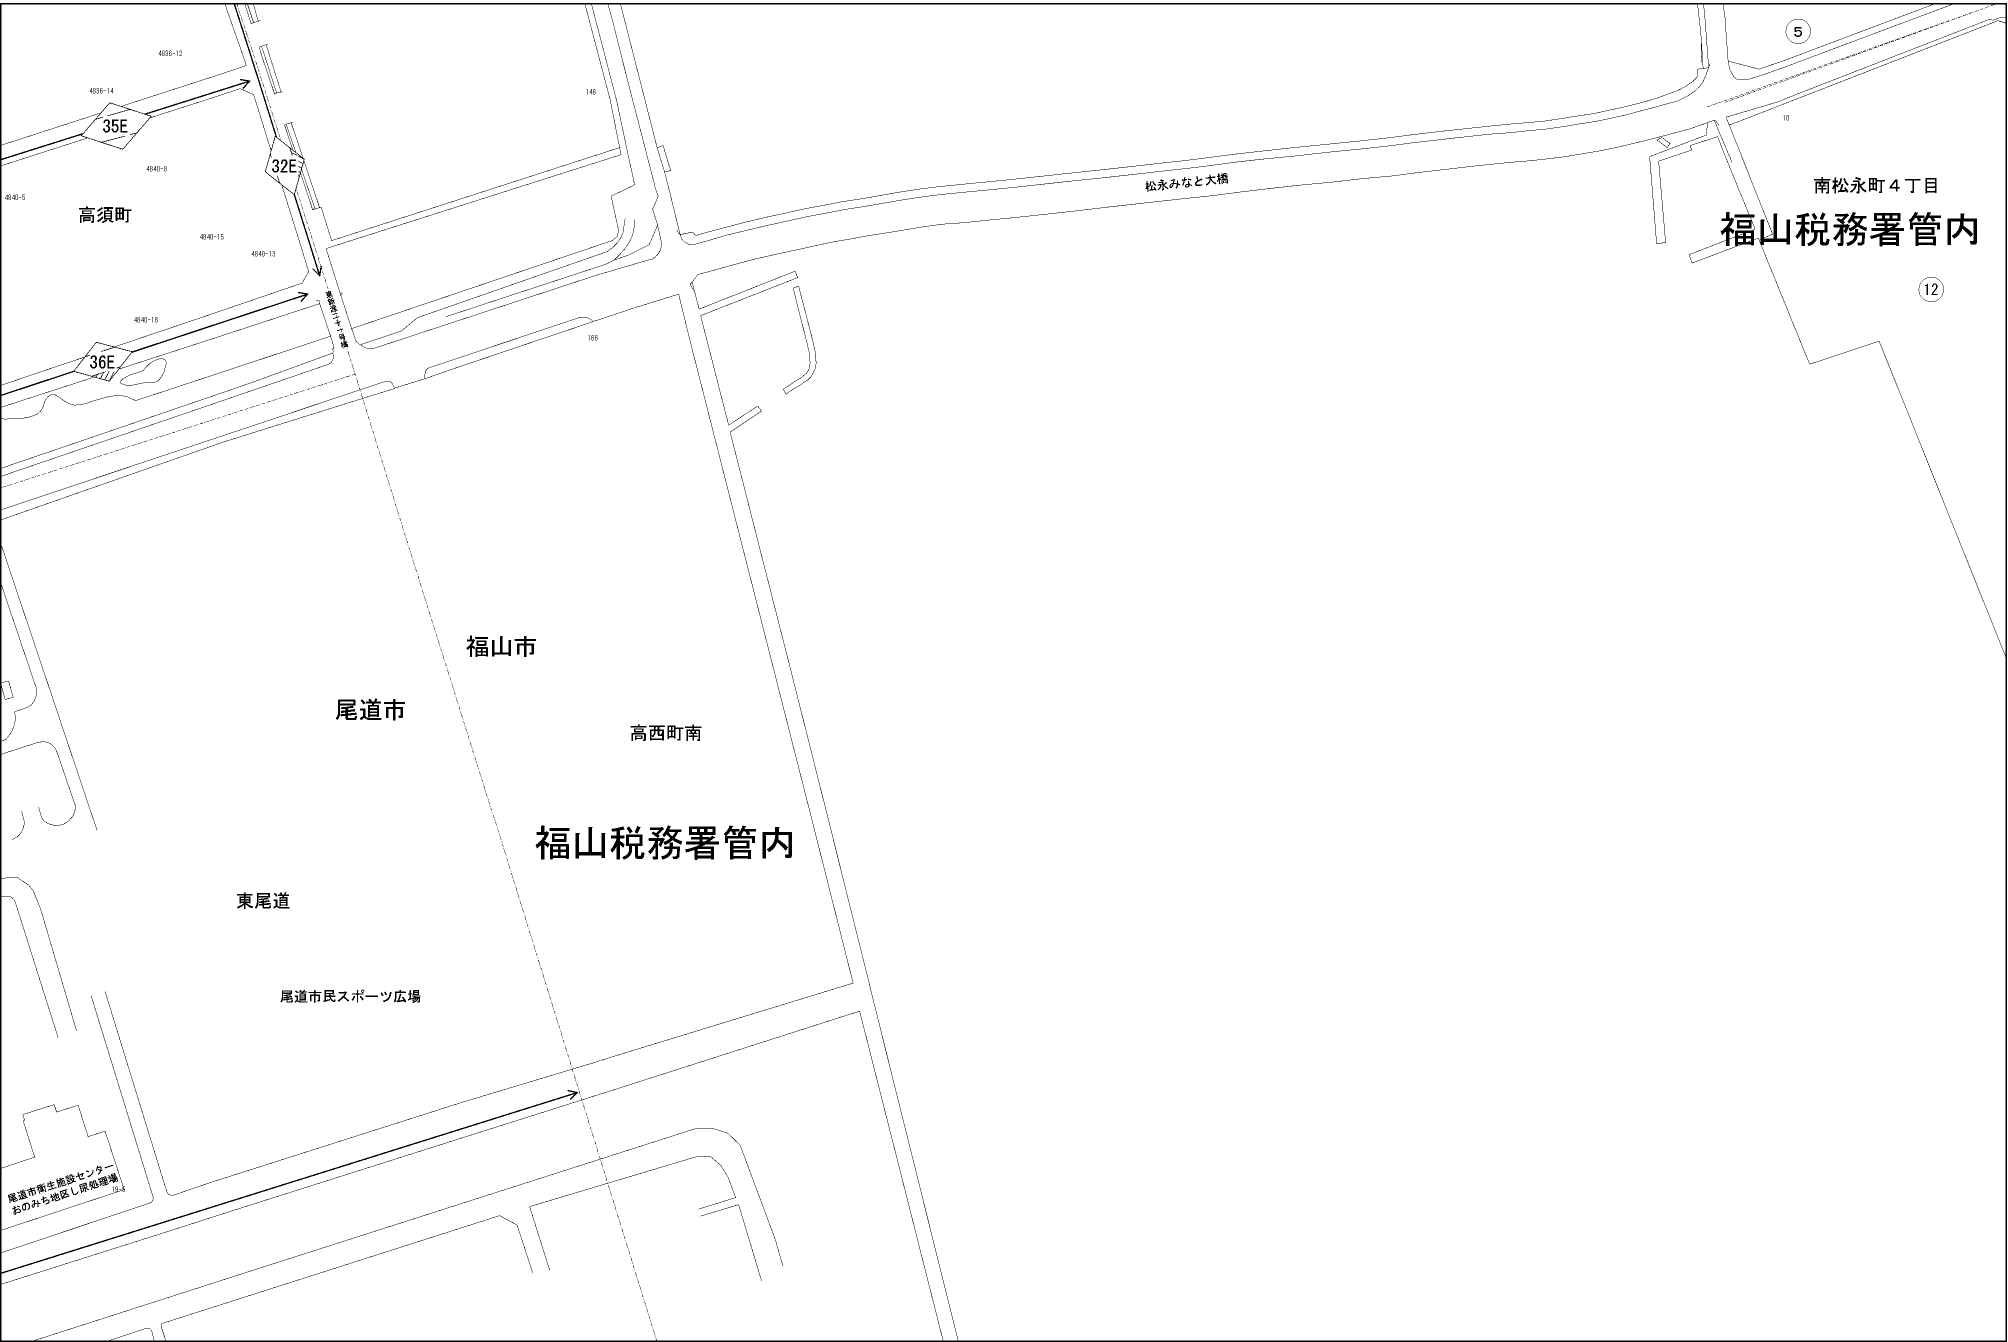 5
4836-12
4836-14
146
35E
10
32E
4840-8
松永みなと大橋
南松永町4丁目
4840-5
高須町
福山税務署管内
4840-15
4840-13
12
4840-18
166
36E
福山市
尾道市
高西町南
福山税務署管内
東尾道
尾道市民スポーツ広場
尾道市衛生施設センター
おのみち地区し尿処理場